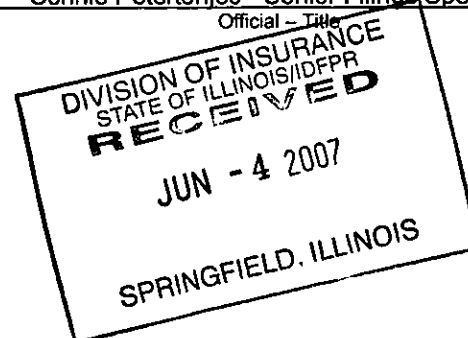 Official – Title
DIVISION OF INSURANCE
STATE OF ILLINOIS/IDFPR
RECEIVED
JUN - 4 2007
SPRINGFIELD, ILLINOIS